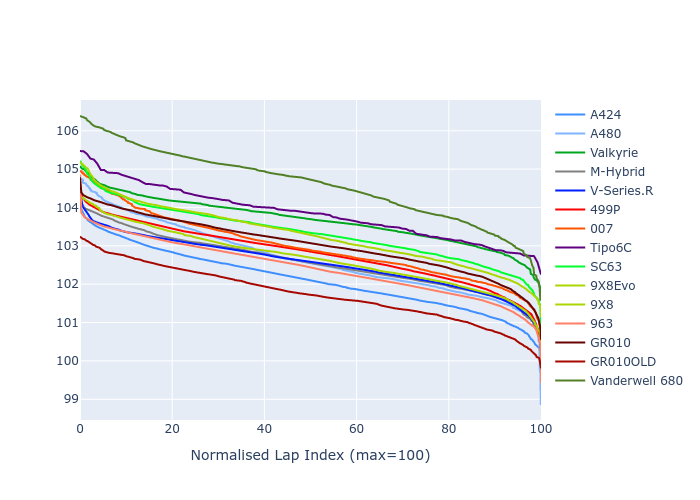 106
105
104
103
102
101
100
99
0 20 40 60 80 100
Normalised Lap Index (max=100)
A424
A480
Valkyrie
M-Hybrid
V-Series.R
499P
007
Tipo6C
SC63
9X8Evo
9X8
963
GR010
GR010OLD
Vanderwell 680